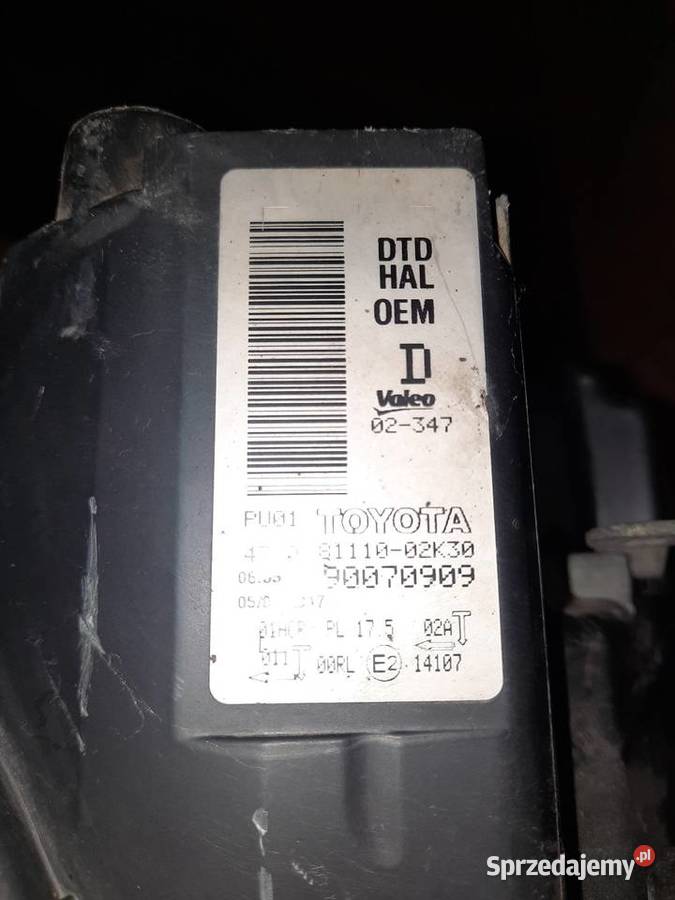 DTD
HAL
OEM
D
Valeo
02-347
PU01 TOYOTA
81110-02K30
90070909
PL 17.5 02A
011 00RL E2 14107
Sprzedajemy.pl